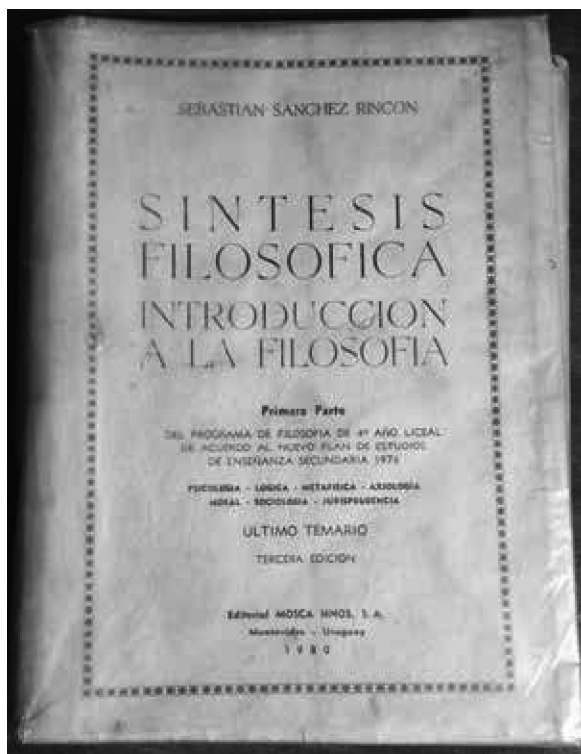 SEBASTIAN SANCHEZ RINCON
SINTESIS
FILOSOFICA
INTRODUCCION
A LA FILOSOFIA
Primera Parte
DEL PROGRAMA DE FILOSOFIA DE 4º AÑO LICEAL
DE ACUERDO AL NUEVO PLAN DE ESTUDIOS
DE ENSEÑANZA SECUNDARIA 1976
PSICOLOGIA - LOGICA - METAFISICA - AXIOLOGIA
MORAL - SOCIOLOGIA - JURISPRUDENCIA
ULTIMO TEMARIO
TERCERA EDICION
Editorial MOSCA HNOS. S. A.
Montevideo - Uruguay
1980